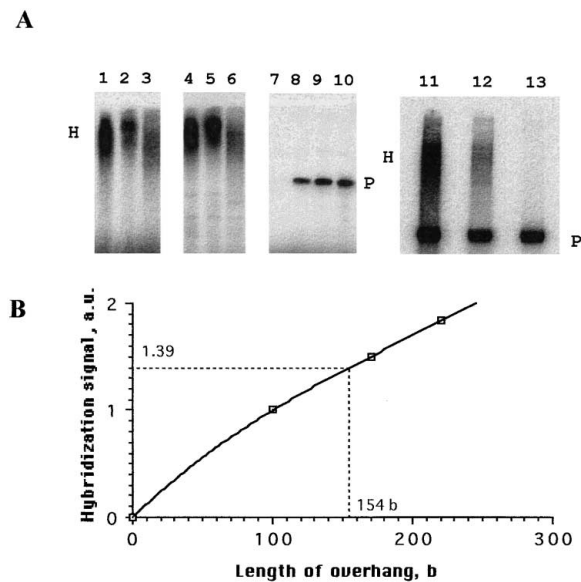 A
1 2 3 4 5 6 7 8 9 10 11 12 13
H H
P P
B
Hybridization signal, a.u.
2
1
0
1.39
154 b
0 100 200 300
Length of overhang, b